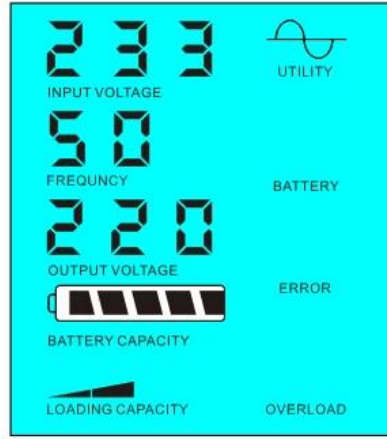 233
UTILITY
INPUT VOLTAGE
50
FREQUNCY
BATTERY
220
OUTPUT VOLTAGE
ERROR
BATTERY CAPACITY
LOADING CAPACITY
OVERLOAD